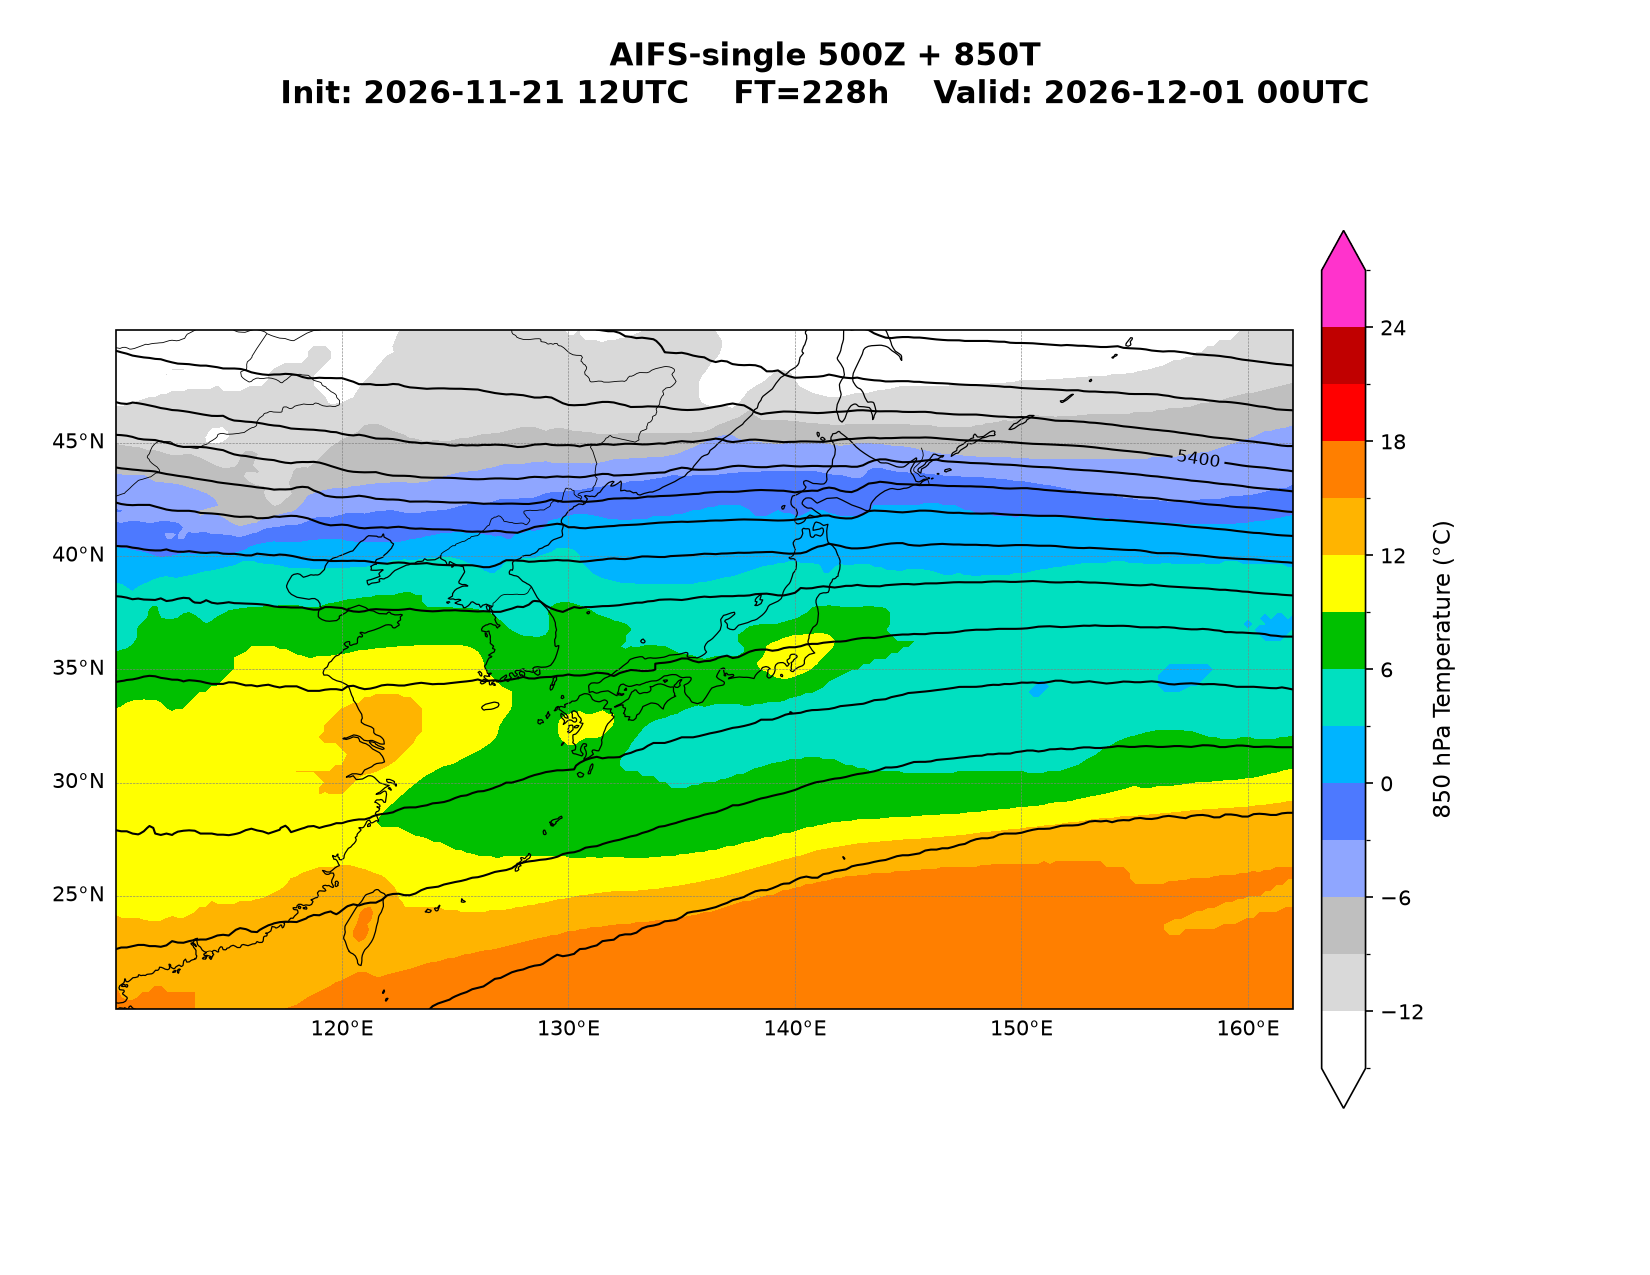 AIFS-single 500Z + 850T
Init: 2026-11-21 12UTC    FT=228h    Valid: 2026-12-01 00UTC
24
18
12
6
0
−6
−12
850 hPa Temperature (°C)
45°N
40°N
35°N
30°N
25°N
5400
120°E
130°E
140°E
150°E
160°E